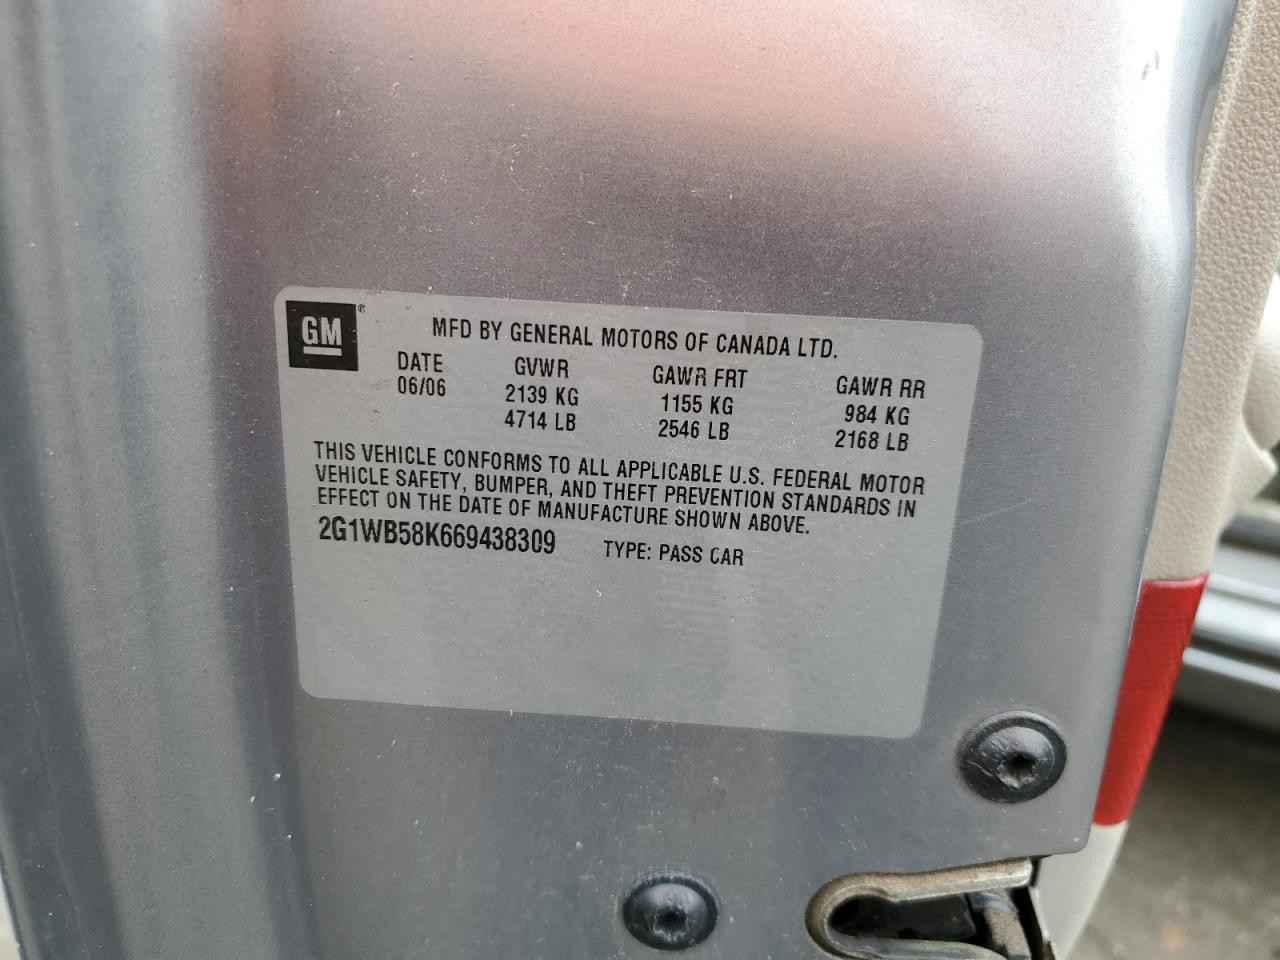 GM ®
MFD BY GENERAL MOTORS OF CANADA LTD.
DATE GVWR GAWR FRT GAWR RR
06/06 2139 KG 1155 KG 984 KG
4714 LB 2546 LB 2168 LB
THIS VEHICLE CONFORMS TO ALL APPLICABLE U.S. FEDERAL MOTOR
VEHICLE SAFETY, BUMPER, AND THEFT PREVENTION STANDARDS IN
EFFECT ON THE DATE OF MANUFACTURE SHOWN ABOVE.
2G1WB58K669438309 TYPE: PASS CAR